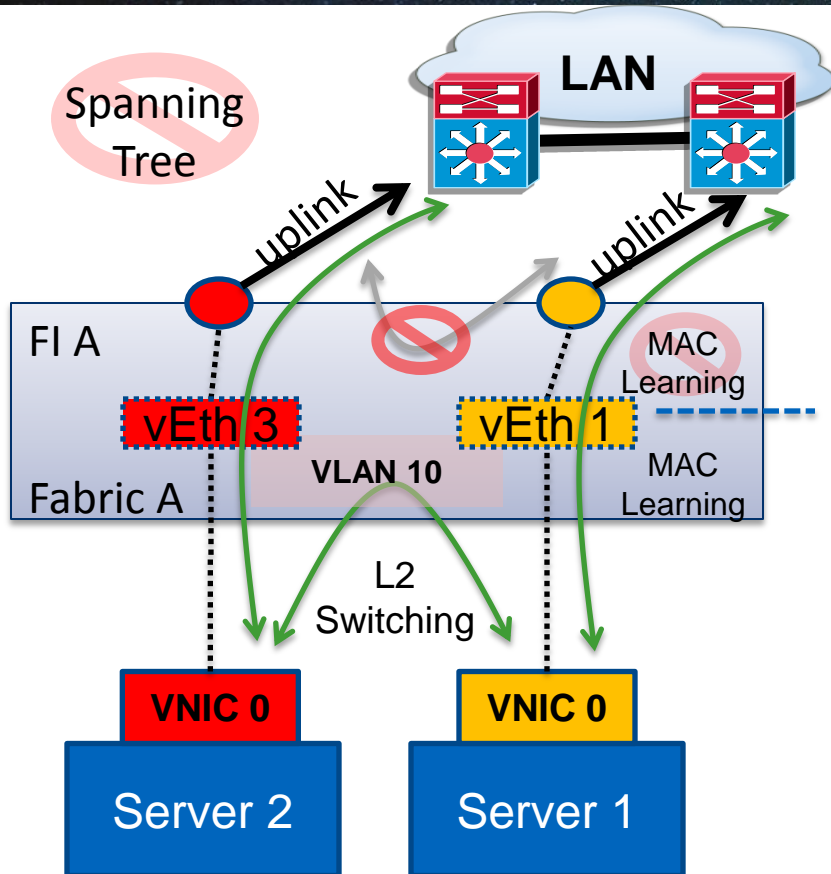 Spanning
Tree
LAN
uplink
uplink
FI A
MAC
Learning
vEth 3
vEth 1
VLAN 10
MAC
Learning
Fabric A
L2
Switching
VNIC 0
VNIC 0
Server 2
Server 1